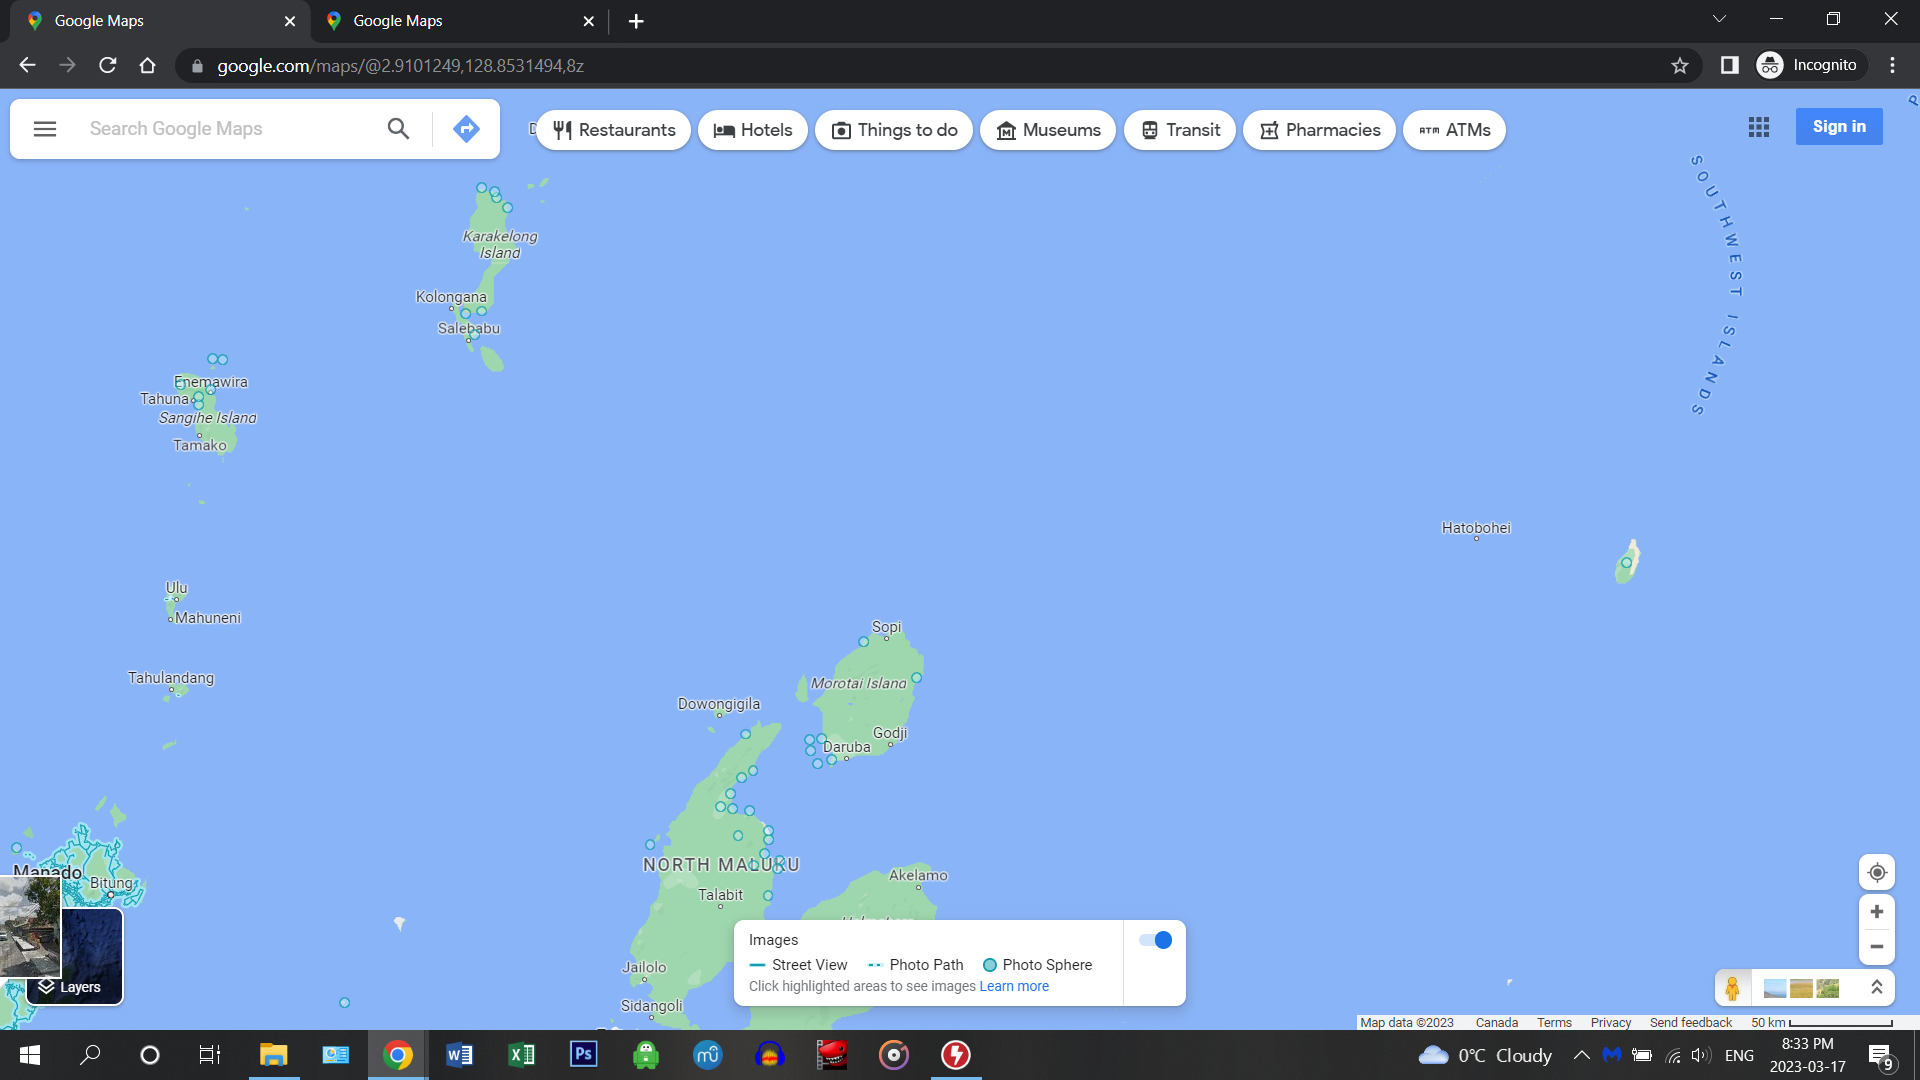 Google Maps
Google Maps
google.com/maps/@2.9101249,128.8531494,8z
Incognito
Search Google Maps
Restaurants
Hotels
Things to do
Museums
Transit
Pharmacies
ATMs
Sign in
SOUTHWEST ISLANDS
Karakelong
Island
Kolongana
Salebabu
Enemawira
Tahuna
Sangihe Island
Tamako
Hatobohei
Ulu
Mahuneni
Sopi
Tahulandang
Morotai Island
Dowongigila
Godji
Daruba
NORTH MALUKU
Manado
Bitung
Akelamo
Talabit
Images
Street View
Photo Path
Photo Sphere
Click highlighted areas to see images Learn more
Jailolo
Sidangoli
Layers
Map data ©2023
Canada
Terms
Privacy
Send feedback
50 km
0°C Cloudy
ENG
8:33 PM
2023-03-17
9